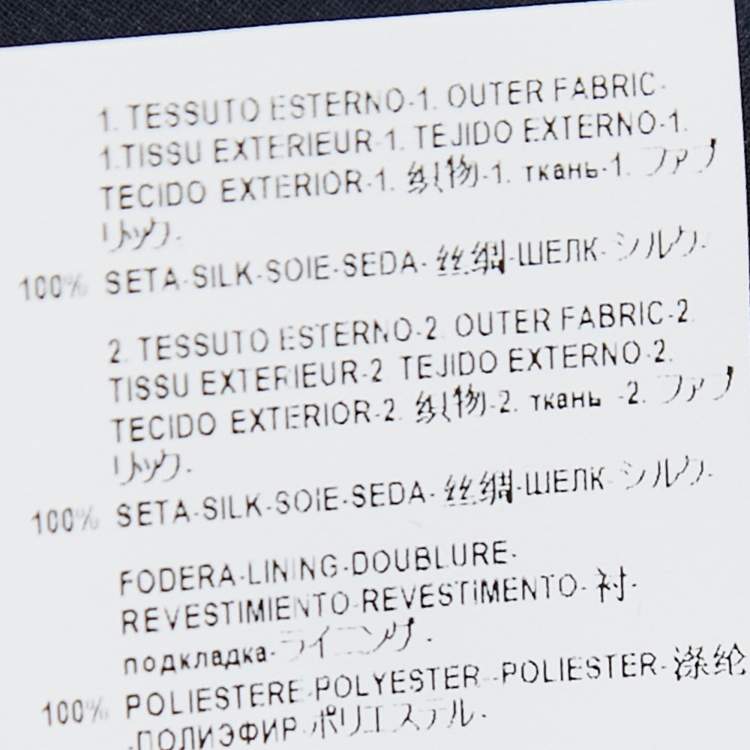 1. TESSUTO ESTERNO-1. OUTER FABRIC-
1.TISSU EXTERIEUR-1. TEJIDO EXTERNO-1.
TECIDO EXTERIOR-1. 织物-1. ткань-1. ファブ
リック-
100% SETA-SILK-SOIE-SEDA-丝绸-ШЕЛК-シルク-
2. TESSUTO ESTERNO-2. OUTER FABRIC-2.
TISSU EXTERIEUR-2. TEJIDO EXTERNO-2.
TECIDO EXTERIOR-2. 织物-2. ткань -2. ファブ
リック-
100% SETA-SILK-SOIE-SEDA-丝绸-ШЕЛК-シルク-
FODERA-LINING-DOUBLURE-
REVESTIMIENTO-REVESTIMENTO-衬-
подкладка-ライニング-
100% POLIESTERE-POLYESTER-POLIESTER-涤纶
-ПОЛИЭФИР-ポリエステル-